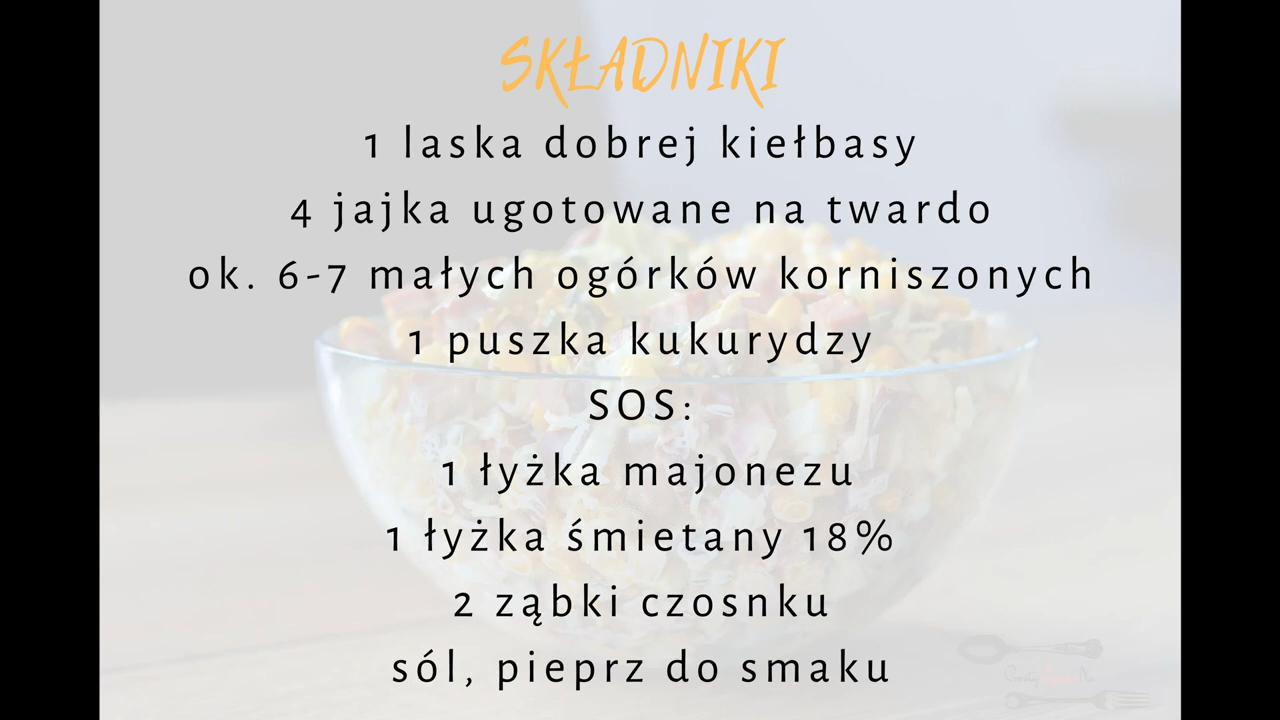 SKŁADNIKI
1 laska dobrej kiełbasy
4 jajka ugotowane na twardo
ok. 6-7 małych ogórków korniszonych
1 puszka kukurydzy
SOS:
1 łyżka majonezu
1 łyżka śmietany 18%
2 ząbki czosnku
sól, pieprz do smaku